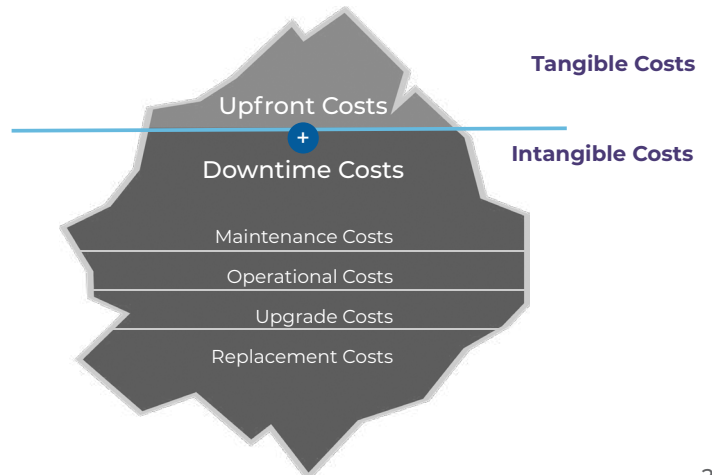 Tangible Costs
Upfront Costs
+
Intangible Costs
Downtime Costs
Maintenance Costs
Operational Costs
Upgrade Costs
Replacement Costs